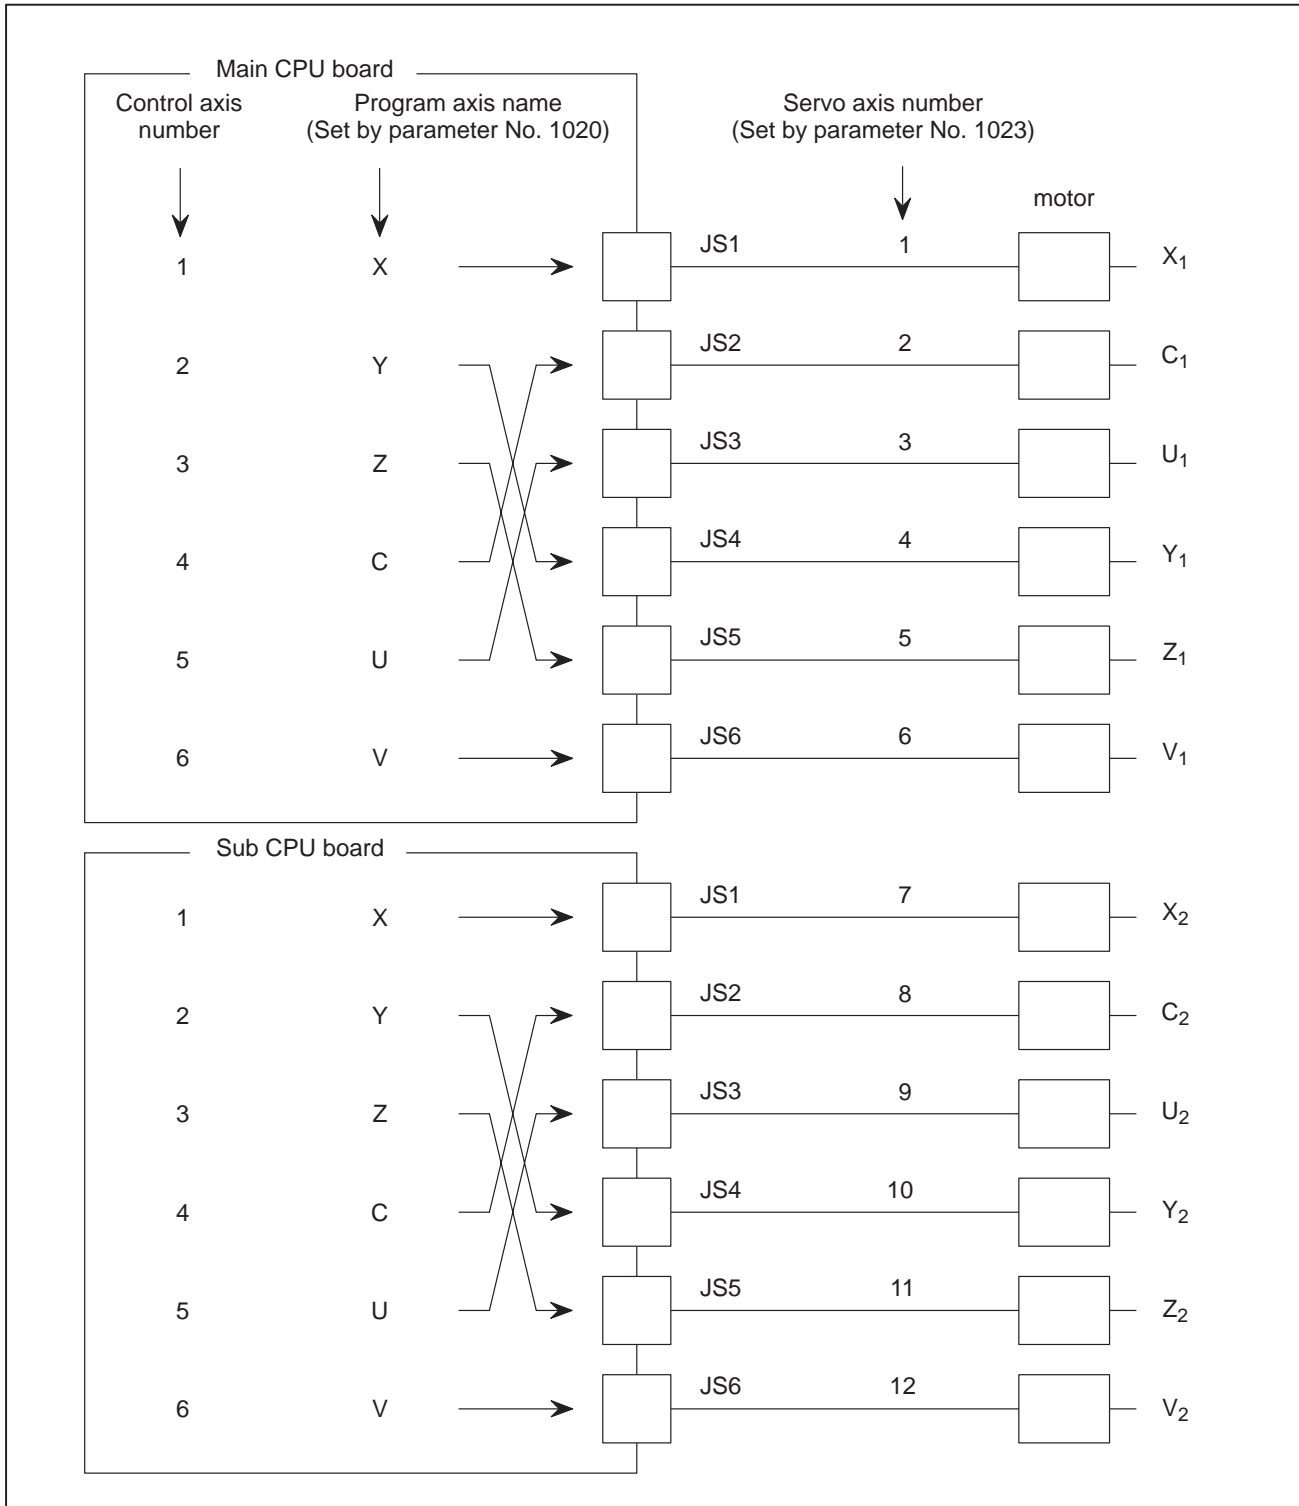 Main CPU board
Control axis number
Program axis name
(Set by parameter No. 1020)
Servo axis number
(Set by parameter No. 1023)
motor
1 X JS1 1 X1
2 Y JS2 2 C1
3 Z JS3 3 U1
4 C JS4 4 Y1
5 U JS5 5 Z1
6 V JS6 6 V1
Sub CPU board
1 X JS1 7 X2
2 Y JS2 8 C2
3 Z JS3 9 U2
4 C JS4 10 Y2
5 U JS5 11 Z2
6 V JS6 12 V2